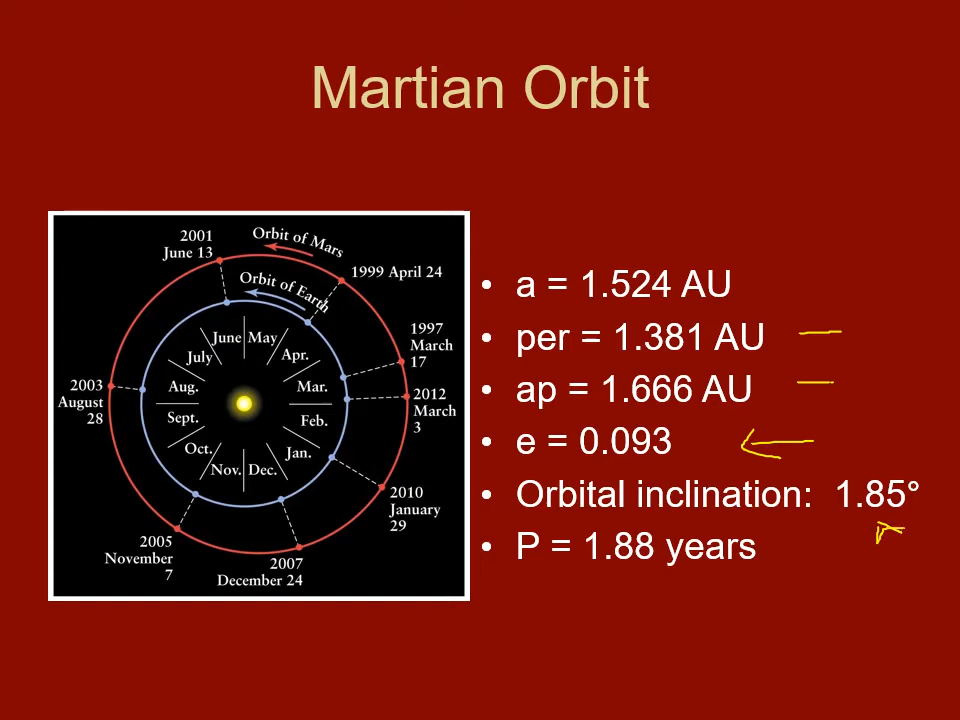 Martian Orbit
2001
June 13
Orbit of Mars
1999 April 24
Orbit of Earth
1997
March
17
2012
March
3
2010
January
29
2007
December 24
2005
November
7
2003
August
28
June
May
Apr.
Mar.
Feb.
Jan.
Dec.
Nov.
Oct.
Sept.
Aug.
July
• a = 1.524 AU
• per = 1.381 AU
• ap = 1.666 AU
• e = 0.093
• Orbital inclination: 1.85°
• P = 1.88 years